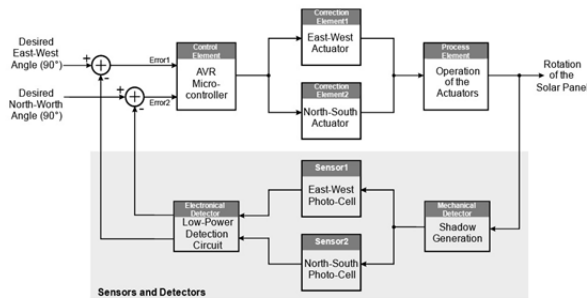 Desired
East-West
Angle (90°)
Desired
North-Worth
Angle (90°)
+
-
Error1
+
-
Error2
Control
Element
AVR
Micro-
controller
Correction
Element1
East-West
Actuator
Correction
Element2
North-South
Actuator
Process
Element
Operation
of the
Actuators
Rotation
of the
Solar Panel
Electronical
Detector
Low-Power
Detection
Circuit
Sensor1
East-West
Photo-Cell
Sensor2
North-South
Photo-Cell
Mechanical
Detector
Shadow
Generation
Sensors and Detectors